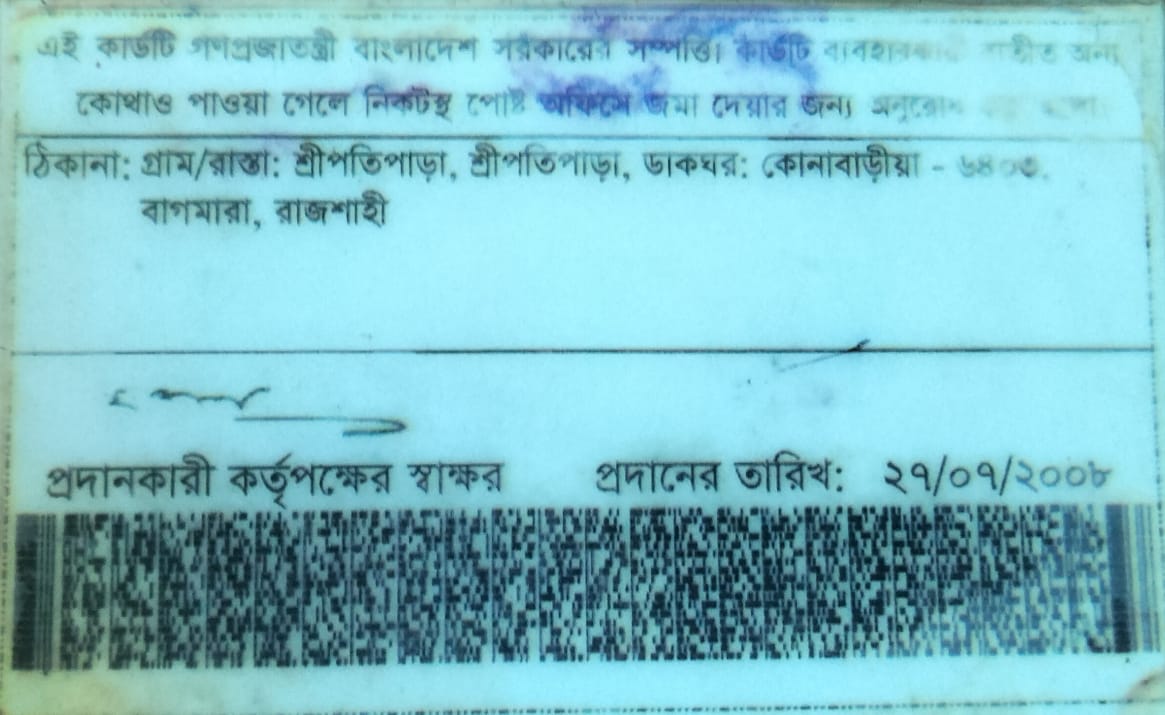 এই কার্ডটি গণপ্রজাতন্ত্রী বাংলাদেশ সরকারের সম্পত্তি। কার্ডটি ব্যবহারকারী ব্যতীত অন্য
কোথাও পাওয়া গেলে নিকটস্থ পোষ্ট অফিসে জমা দেয়ার জন্য অনুরোধ
ঠিকানা: গ্রাম/রাস্তা: শ্রীপতিপাড়া, শ্রীপতিপাড়া, ডাকঘর: কোনাবাড়ীয়া - ৬৪০৩,
বাগমারা, রাজশাহী
প্রদানকারী কর্তৃপক্ষের স্বাক্ষর প্রদানের তারিখ: ২৭/০৭/২০০৮